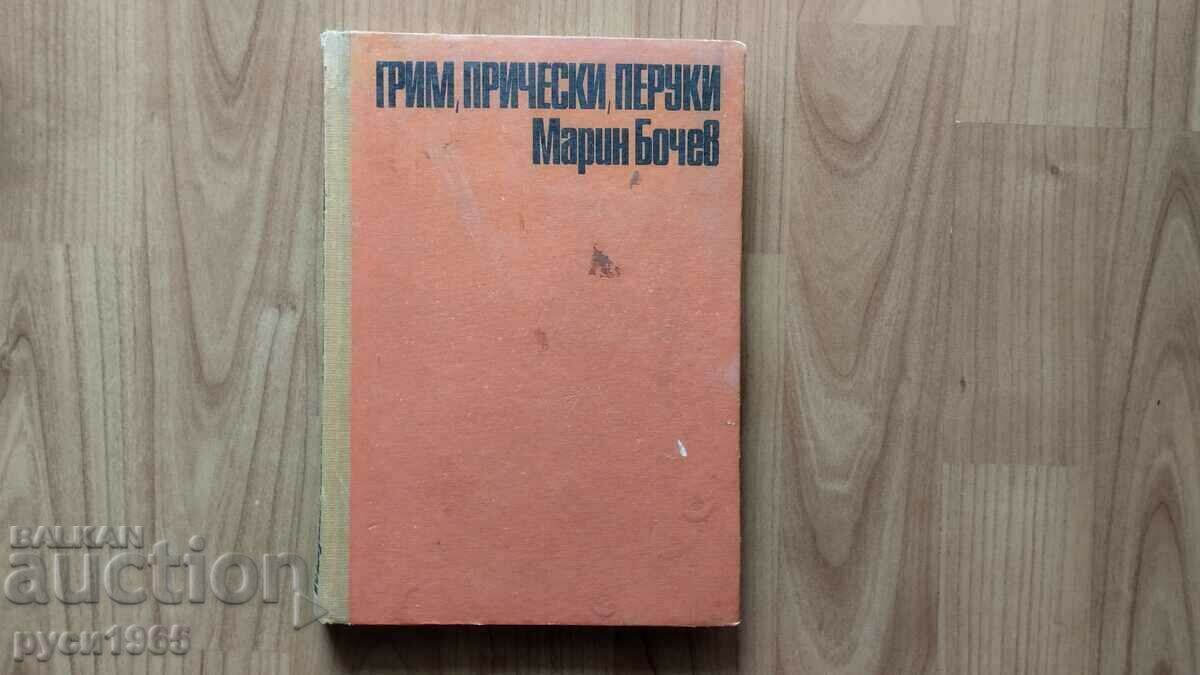 ГРИМ, ПРИЧЕСКИ, ПЕРУКИ
Марин Бочев
BALKAN
auction
руси1965